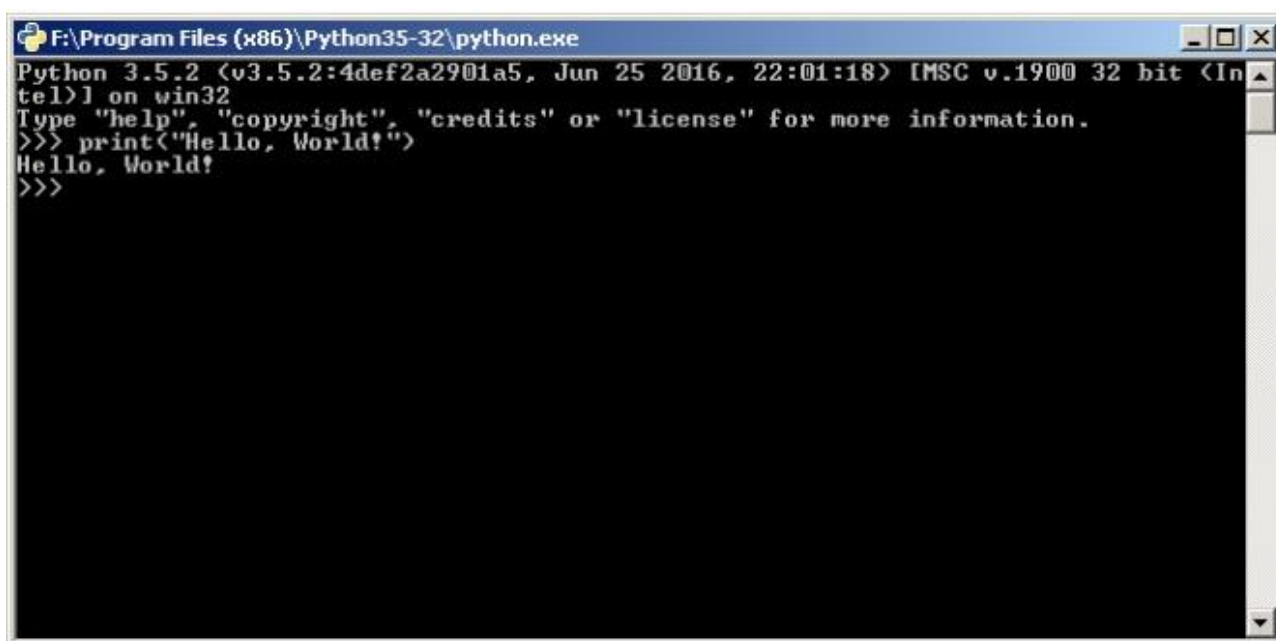 F:\Program Files (x86)\Python35-32\python.exe
Python 3.5.2 (v3.5.2:4def2a2901a5, Jun 25 2016, 22:01:18) [MSC v.1900 32 bit (In
tel)] on win32
Type "help", "copyright", "credits" or "license" for more information.
>>> print("Hello, World!")
Hello, World!
>>>